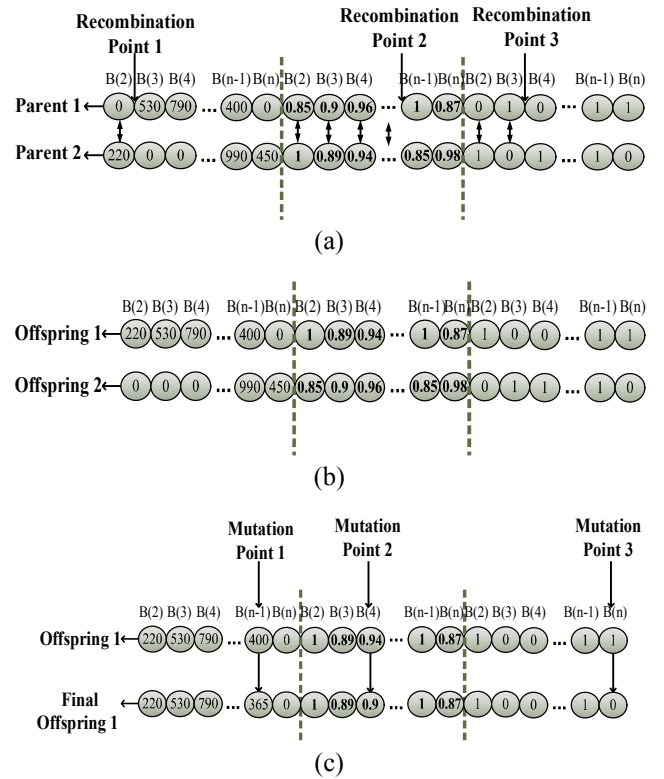 Recombination Point 1
Recombination Point 2
Recombination Point 3
B(2) B(3) B(4) B(n-1) B(n) B(2) B(3) B(4) B(n-1) B(n) B(2) B(3) B(4) B(n-1) B(n)
Parent 1 0 530 790 ... 400 0 0.85 0.9 0.96 ... 1 0.87 0 1 0 ... 1 1
Parent 2 220 0 0 ... 990 450 1 0.89 0.94 ... 0.85 0.98 1 0 1 ... 1 0
(a)
B(2) B(3) B(4) B(n-1) B(n) B(2) B(3) B(4) B(n-1) B(n) B(2) B(3) B(4) B(n-1) B(n)
Offspring 1 220 530 790 ... 400 0 1 0.89 0.94 ... 1 0.87 1 0 0 ... 1 1
Offspring 2 0 0 0 ... 990 450 0.85 0.9 0.96 ... 0.85 0.98 0 1 1 ... 1 0
(b)
Mutation Point 1
Mutation Point 2
Mutation Point 3
B(2) B(3) B(4) B(n-1) B(n) B(2) B(3) B(4) B(n-1) B(n) B(2) B(3) B(4) B(n-1) B(n)
Offspring 1 220 530 790 ... 400 0 1 0.89 0.94 ... 1 0.87 1 0 0 ... 1 1
Final Offspring 1 220 530 790 ... 365 0 1 0.89 0.9 ... 1 0.87 1 0 0 ... 1 0
(c)